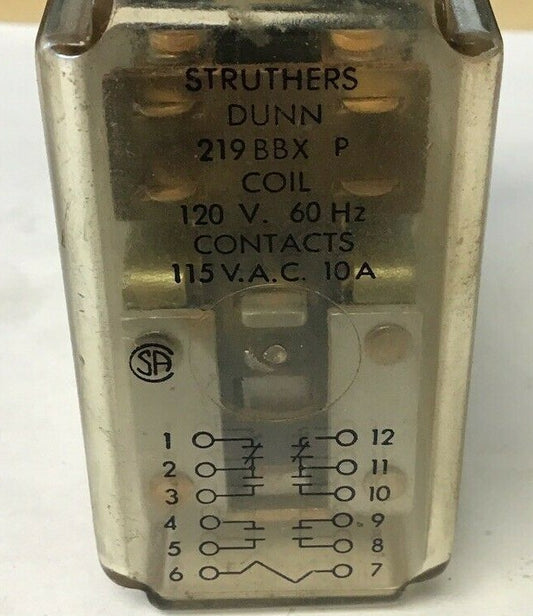 STRUTHERS
DUNN
219 BBX P
COIL
120 V. 60 Hz
CONTACTS
115 V.A.C. 10 A
SA
1 12
2 11
3 10
4 9
5 8
6 7